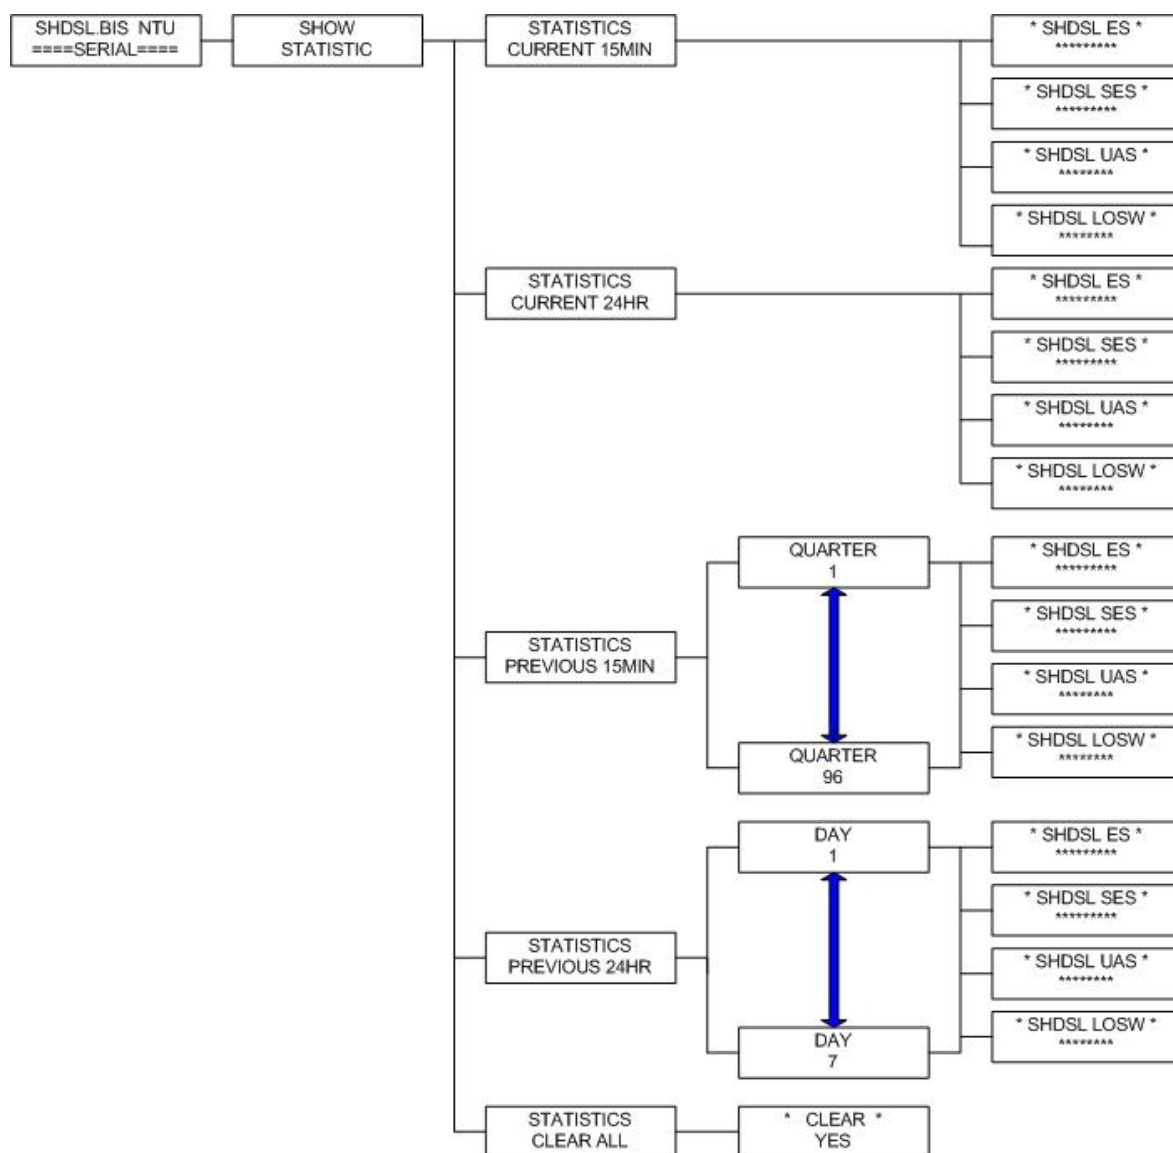 SHDSL.BIS NTU
====SERIAL====
SHOW
STATISTIC
STATISTICS
CURRENT 15MIN
* SHDSL ES *
*********
* SHDSL SES *
*********
* SHDSL UAS *
********
* SHDSL LOSW *
********
STATISTICS
CURRENT 24HR
* SHDSL ES *
*********
* SHDSL SES *
*********
* SHDSL UAS *
********
* SHDSL LOSW *
********
STATISTICS
PREVIOUS 15MIN
QUARTER
1
QUARTER
96
* SHDSL ES *
*********
* SHDSL SES *
*********
* SHDSL UAS *
********
* SHDSL LOSW *
********
STATISTICS
PREVIOUS 24HR
DAY
1
DAY
7
* SHDSL ES *
*********
* SHDSL SES *
*********
* SHDSL UAS *
********
* SHDSL LOSW *
********
STATISTICS
CLEAR ALL
* CLEAR *
YES